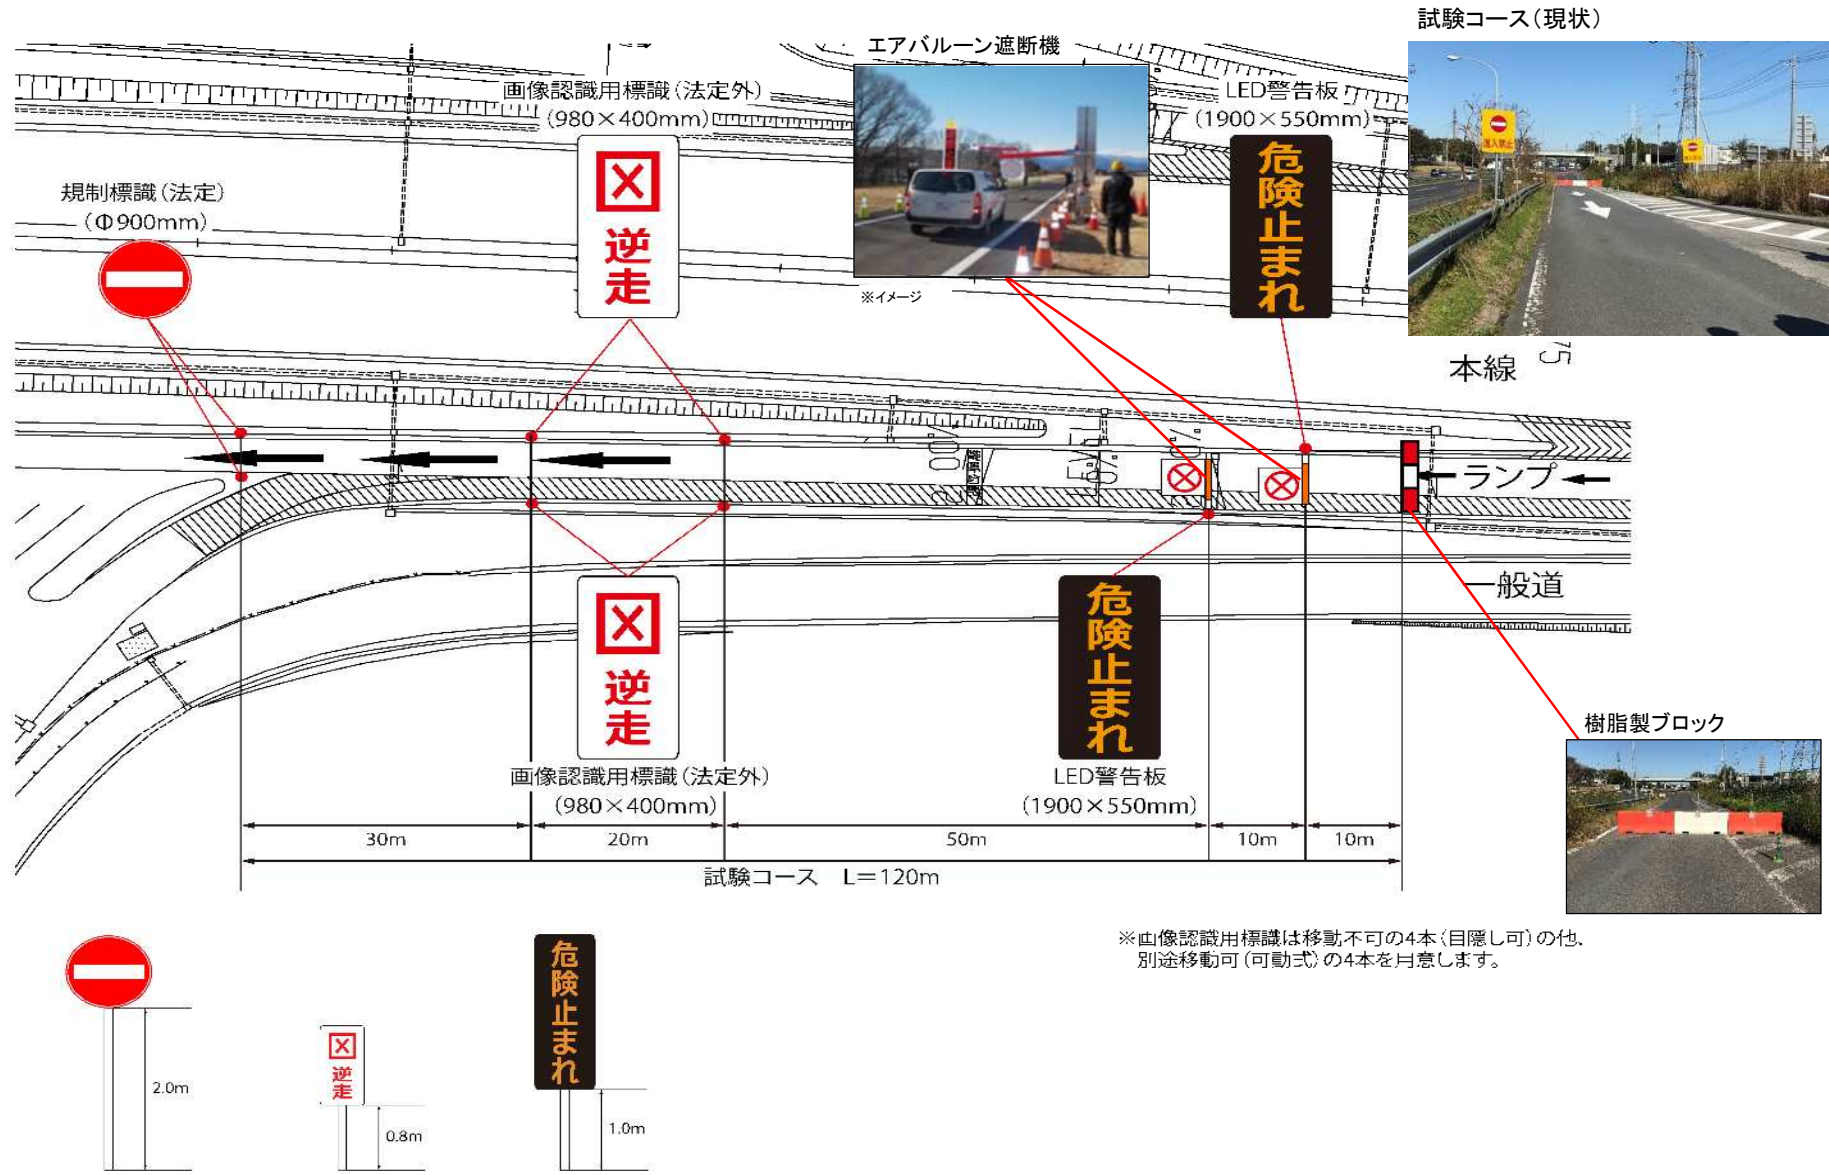 試験コース(現状)
エアバルーン遮断機
画像認識用標識(法定外)
(980×400mm)
LED警告板
(1900×550mm)
規制標識(法定)
(Φ900mm)
逆走
危険止まれ
進入禁止
※イメージ
本線
75
ランプ
一般道
逆走
危険止まれ
樹脂製ブロック
画像認識用標識(法定外)
(980×400mm)
LED警告板
(1900×550mm)
30m
20m
50m
10m
10m
試験コース L=120m
※画像認識用標識は移動不可の4本(目隠し可)の他、
別途移動可(可動式)の4本を用意します。
危険止まれ
逆走
2.0m
0.8m
1.0m